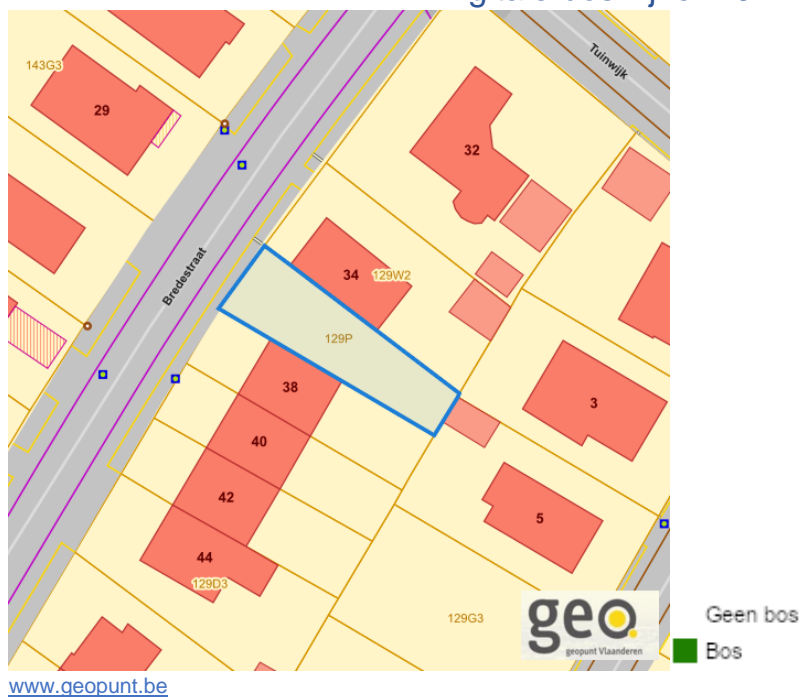 143G3
29
Tuinwijk
32
Bredestraat
34
129W2
129P
38
3
40
42
5
44
129D3
129G3
geo.
geopunt Vlaanderen
Geen bos
Bos
www.geopunt.be